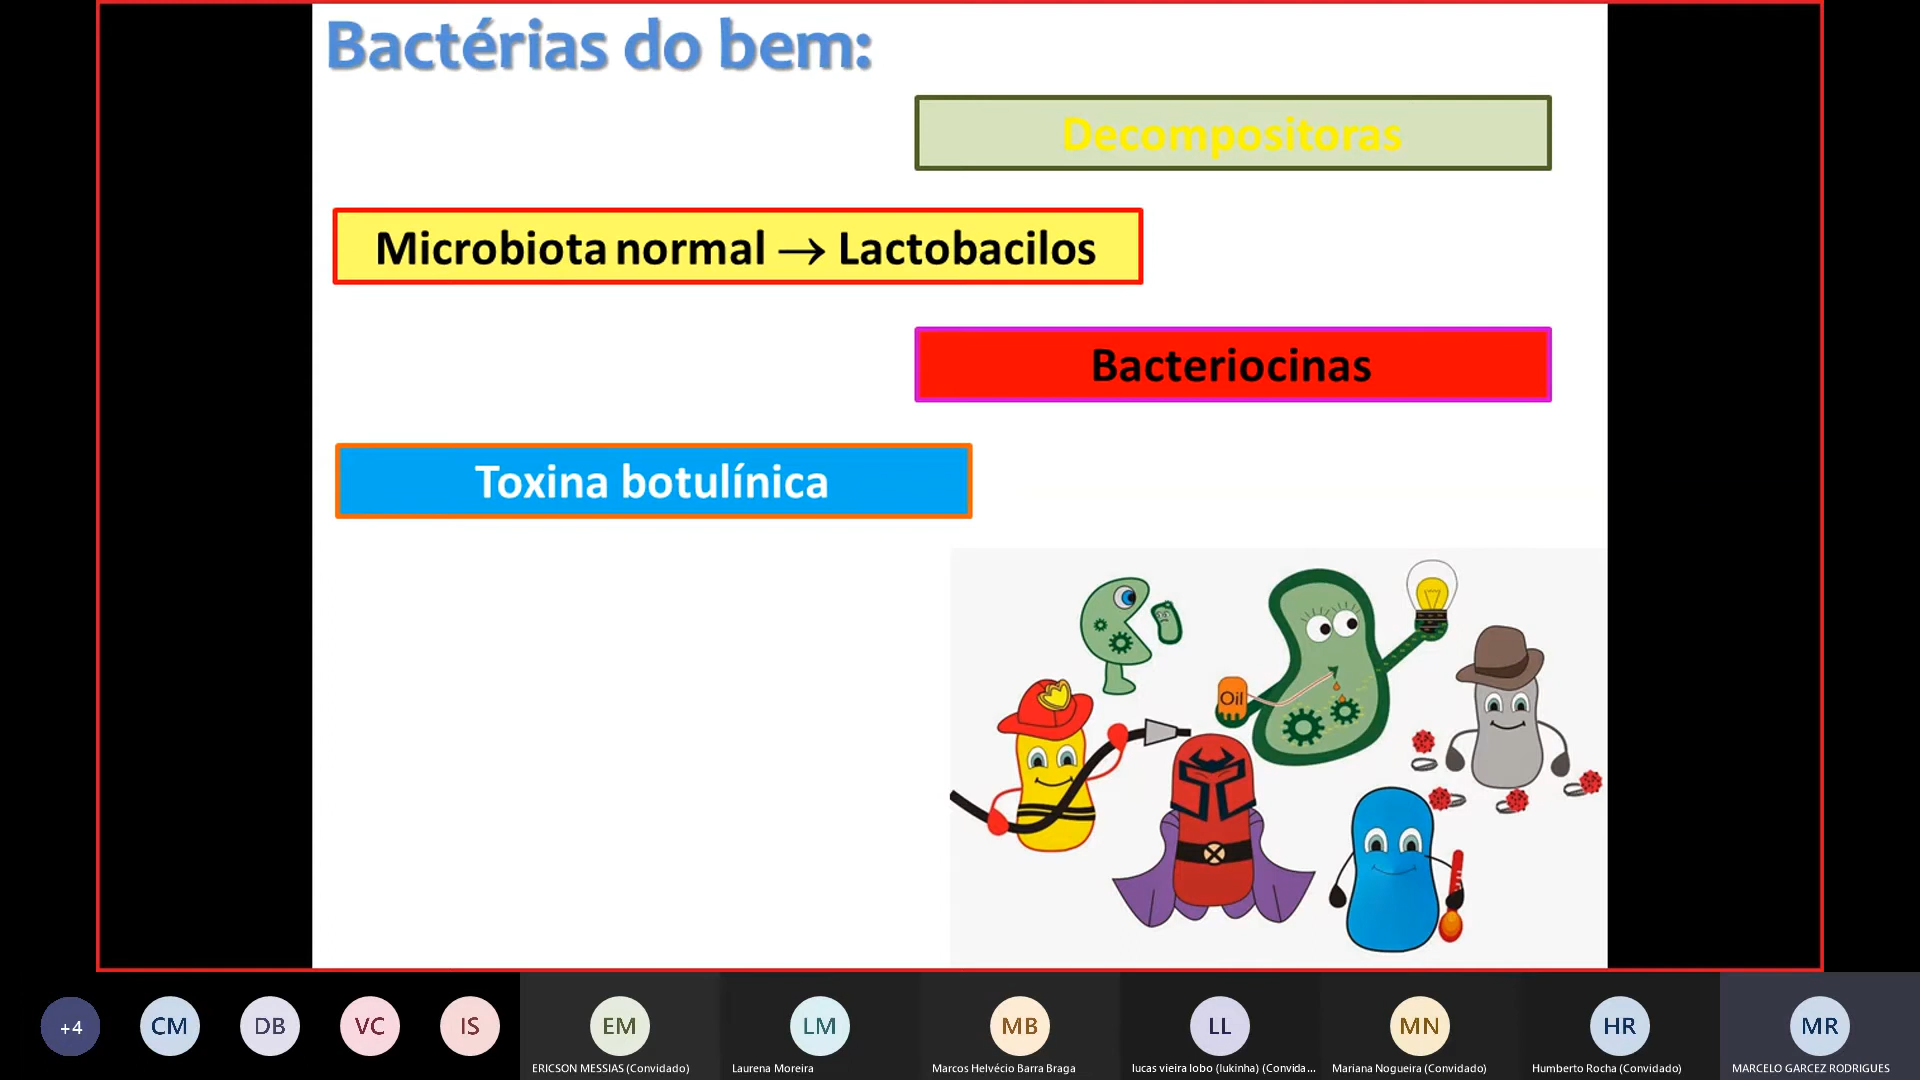 Bactérias do bem:
Decompositoras
Microbiota normal → Lactobacilos
Bacteriocinas
Toxina botulínica
Oil
+4
CM
DB
VC
IS
EM
LM
MB
LL
MN
HR
MR
ERICSON MESSIAS (Convidado)
Laurena Moreira
Marcos Helvécio Barra Braga
lucas vieira lobo (lukinha) (Convida...
Mariana Nogueira (Convidado)
Humberto Rocha (Convidado)
MARCELO GARCEZ RODRIGUES